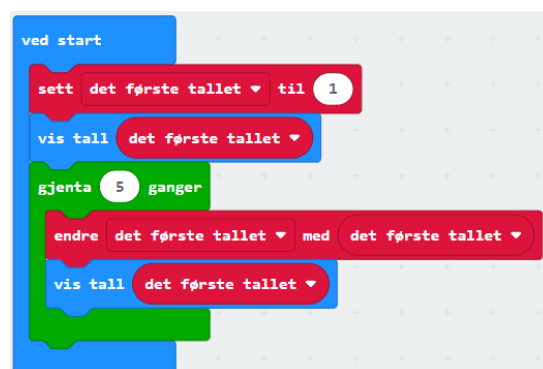 ved start
sett det første tallet til 1
vis tall det første tallet
gjenta 5 ganger
endre det første tallet med det første tallet
vis tall det første tallet